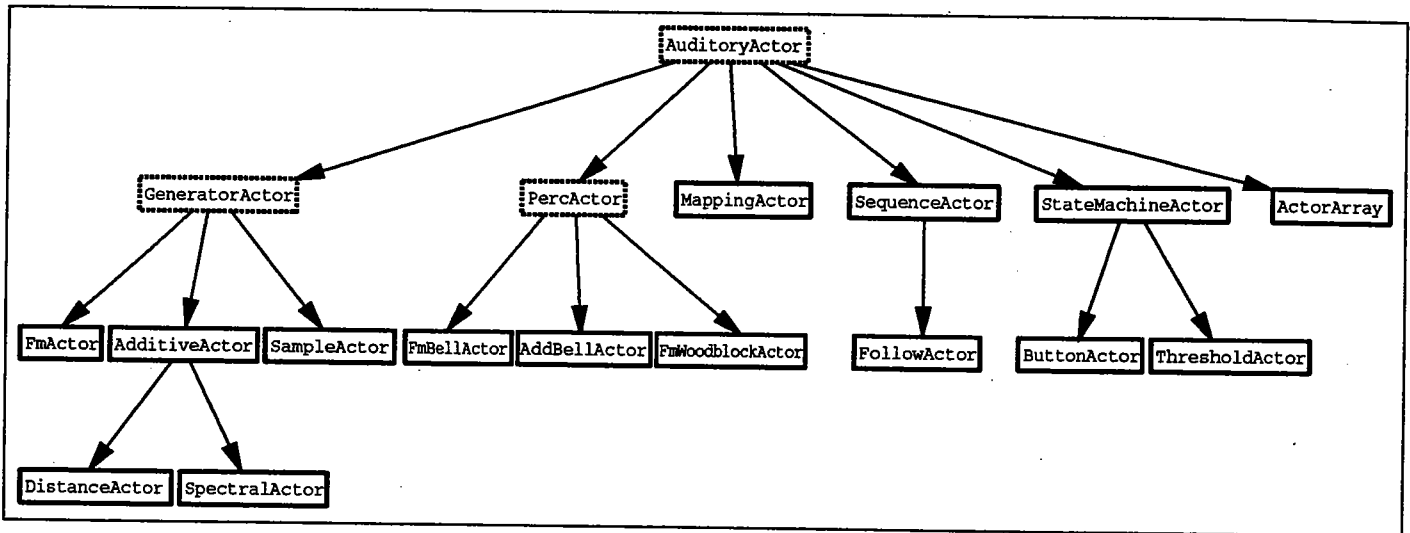 AuditoryActor
GeneratorActor
PercActor
MappingActor
SequenceActor
StateMachineActor
ActorArray
FmActor
AdditiveActor
SampleActor
FmBellActor
AddBellActor
FmWoodblockActor
FollowActor
ButtonActor
ThresholdActor
DistanceActor
SpectralActor